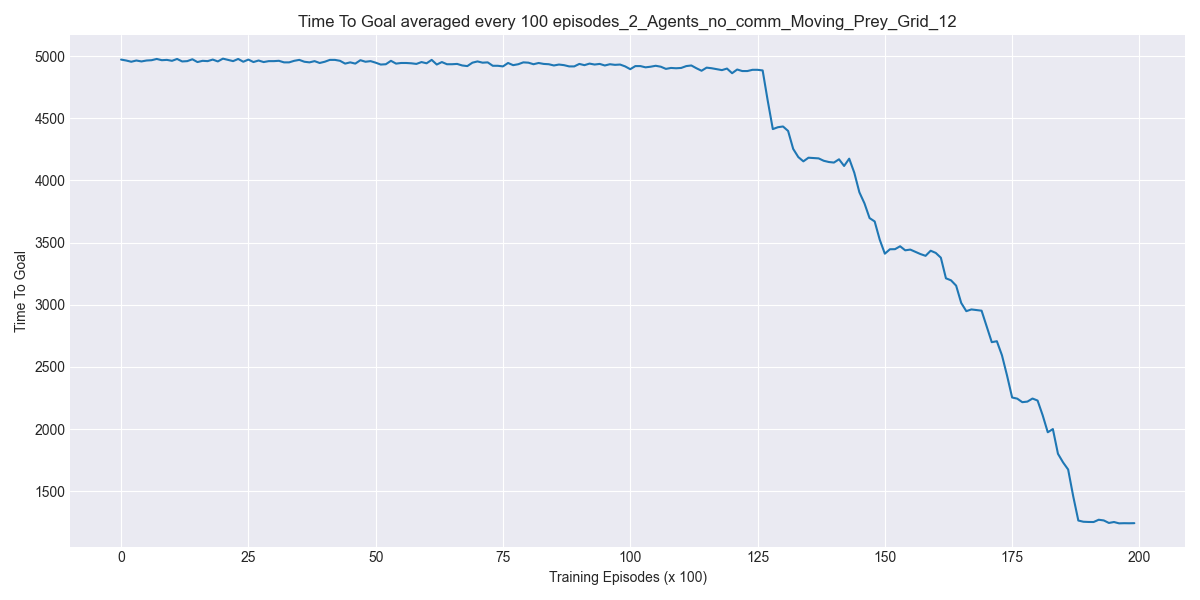 Time To Goal averaged every 100 episodes_2_Agents_no_comm_Moving_Prey_Grid_12
5000
4500
4000
3500
3000
2500
2000
1500
Time To Goal
0 25 50 75 100 125 150 175 200
Training Episodes (x 100)